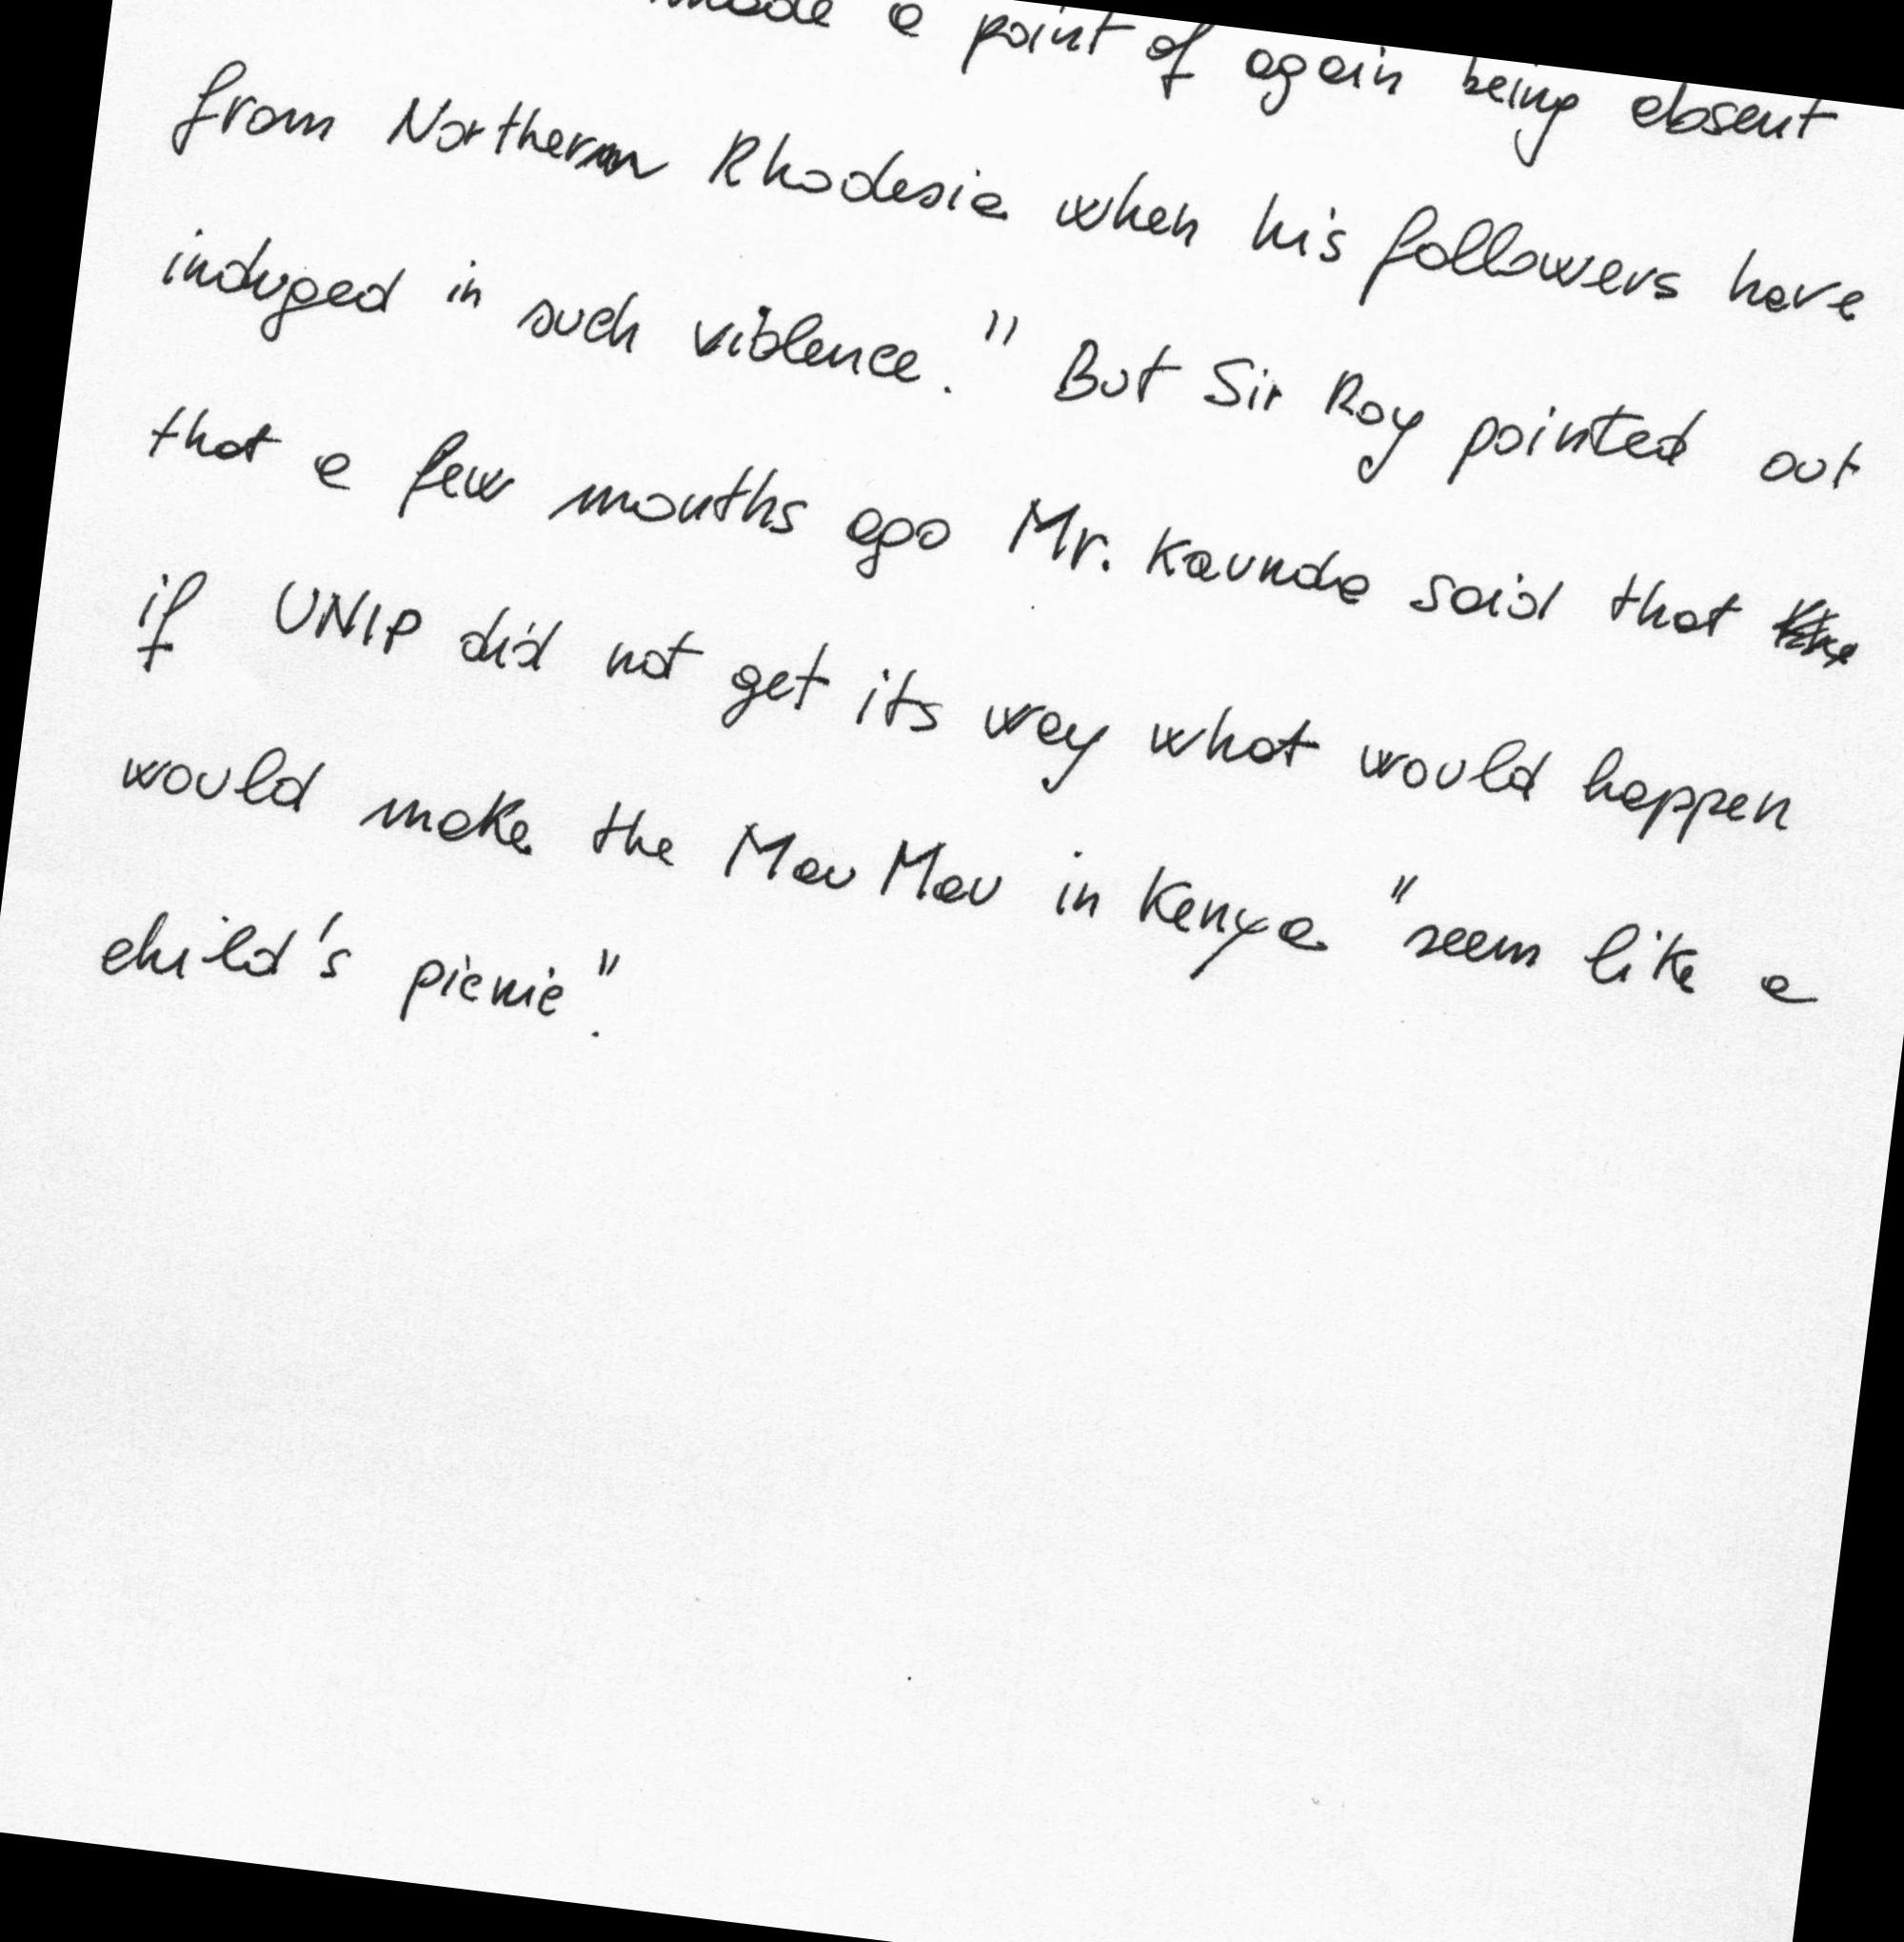 made a point of again being absent
from Northern Rhodesia when his followers have
induged in such violence." But Sir Roy pointed out
that a few months ago Mr. Kaunda said that
if UNIP did not get its way what would happen
would make the Mau Mau in Kenya "seem like a
child's picnic".